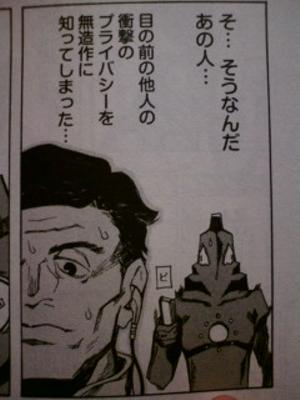 そ…そうなんだ
あの人…
目の前の他人の
衝撃の
プライバシーを
無造作に
知ってしまった…
ピ